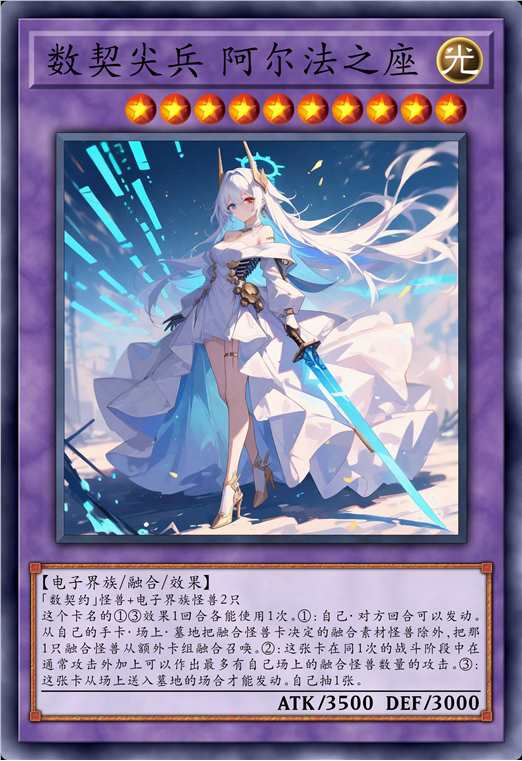 数契尖兵 阿尔法之座
光
【电子界族/融合/效果】
「数契约」怪兽+电子界族怪兽2只
这个卡名的①③效果1回合各能使用1次。①:自己·对方回合可以发动。
从自己的手卡·场上·墓地把融合怪兽卡决定的融合素材怪兽除外,把那
1只融合怪兽从额外卡组融合召唤。②:这张卡在同1次的战斗阶段中在
通常攻击外加上可以作出最多有自己场上的融合怪兽数量的攻击。③:
这张卡从场上送入墓地的场合才能发动。自己抽1张。
ATK/3500 DEF/3000